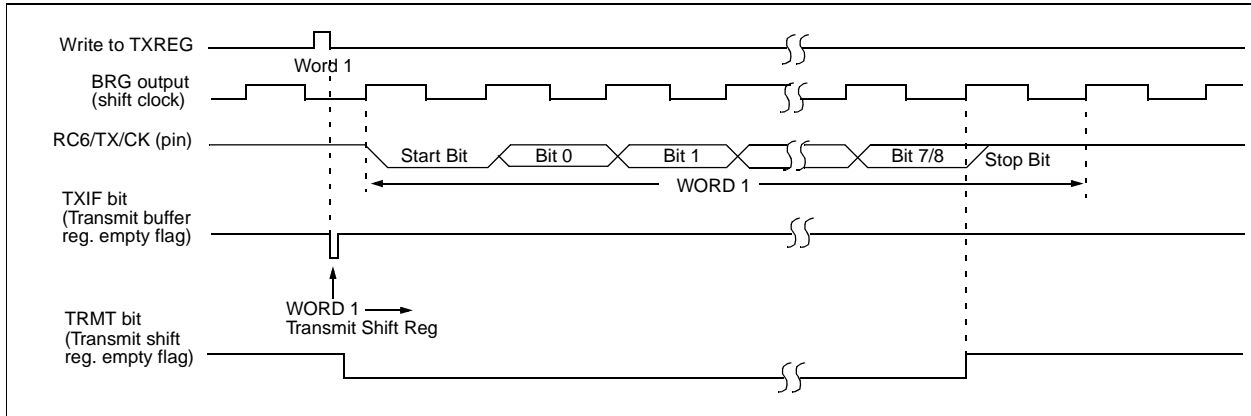 Write to TXREG
Word 1
BRG output
(shift clock)
RC6/TX/CK (pin)
Start Bit
Bit 0
Bit 1
Bit 7/8
Stop Bit
WORD 1
TXIF bit
(Transmit buffer
reg. empty flag)
WORD 1
Transmit Shift Reg
TRMT bit
(Transmit shift
reg. empty flag)